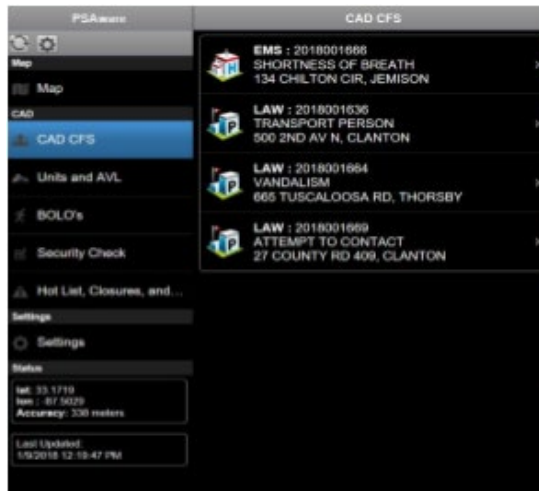 PSAware
CAD CFS
Map
Map
CAD
CAD CFS
Units and AVL
BOLO's
Security Check
Hot List, Closures, and...
Settings
Settings
Status
lat: 33.1719
lon : -87.5029
Accuracy: 338 meters
Last Updated:
1/9/2018 12:19:47 PM
EMS : 2018001666
SHORTNESS OF BREATH
134 CHILTON CIR, JEMISON
LAW : 2018001636
TRANSPORT PERSON
500 2ND AV N, CLANTON
LAW : 2018001664
VANDALISM
665 TUSCALOOSA RD, THORSBY
LAW : 2018001669
ATTEMPT TO CONTACT
27 COUNTY RD 409, CLANTON